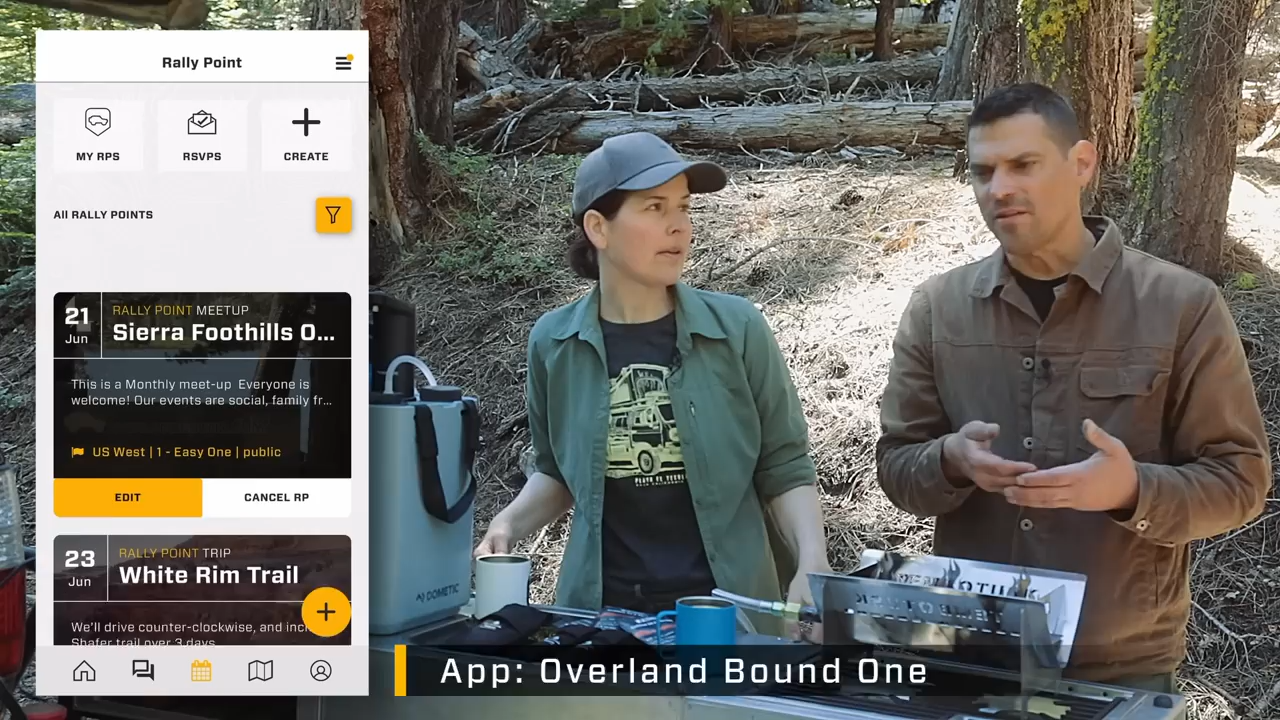 Rally Point
MY RPS
RSVPS
CREATE
All RALLY POINTS
21
Jun
RALLY POINT MEETUP
Sierra Foothills O...
This is a Monthly meet-up Everyone is
welcome! Our events are social, family fr...
US West | 1 - Easy One | public
EDIT
CANCEL RP
23
Jun
RALLY POINT TRIP
White Rim Trail
We'll drive counter-clockwise, and incl
Shafer trail over 3 days
DOMETIC
App: Overland Bound One